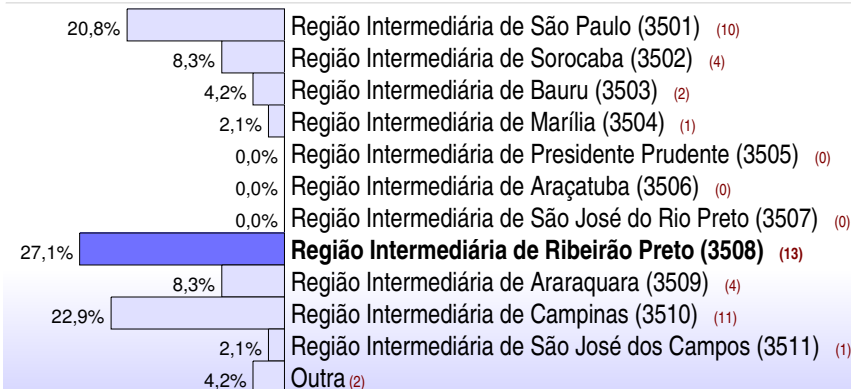 20,8% Região Intermediária de São Paulo (3501) (10)
8,3% Região Intermediária de Sorocaba (3502) (4)
4,2% Região Intermediária de Bauru (3503) (2)
2,1% Região Intermediária de Marília (3504) (1)
0,0% Região Intermediária de Presidente Prudente (3505) (0)
0,0% Região Intermediária de Araçatuba (3506) (0)
0,0% Região Intermediária de São José do Rio Preto (3507) (0)
27,1% Região Intermediária de Ribeirão Preto (3508) (13)
8,3% Região Intermediária de Araraquara (3509) (4)
22,9% Região Intermediária de Campinas (3510) (11)
2,1% Região Intermediária de São José dos Campos (3511) (1)
4,2% Outra (2)